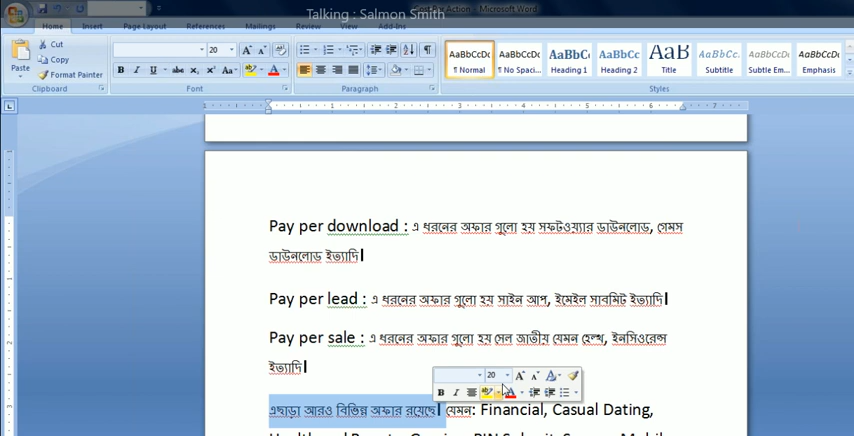 Talking : Salmon Smith
Cost Per Action - Microsoft Word
Home Insert Page Layout References Mailings Review View Add-Ins
Cut
Copy
Format Painter
Paste
Clipboard
20
Font
Paragraph
AaBbCcDc AaBbCcDc AaBbC AaBbCc AaB AaBbCc. AaBbCcDc AaBbCcDc
¶ Normal ¶ No Spaci... Heading 1 Heading 2 Title Subtitle Subtle Em... Emphasis
Styles
Pay per download : এ ধরনের অফার গুলো হয় সফটওয়্যার ডাউনলোড, গেমস
ডাউনলোড ইত্যাদি।
Pay per lead : এ ধরনের অফার গুলো হয় সাইন আপ, ইমেইল সাবমিট ইত্যাদি।
Pay per sale : এ ধরনের অফার গুলো হয় সেল জাতীয় যেমন হেল্থ, ইনসিওরেন্স
ইত্যাদি।
20
এছাড়া আরও বিভিন্ন অফার রয়েছে। যেমন: Financial, Casual Dating,